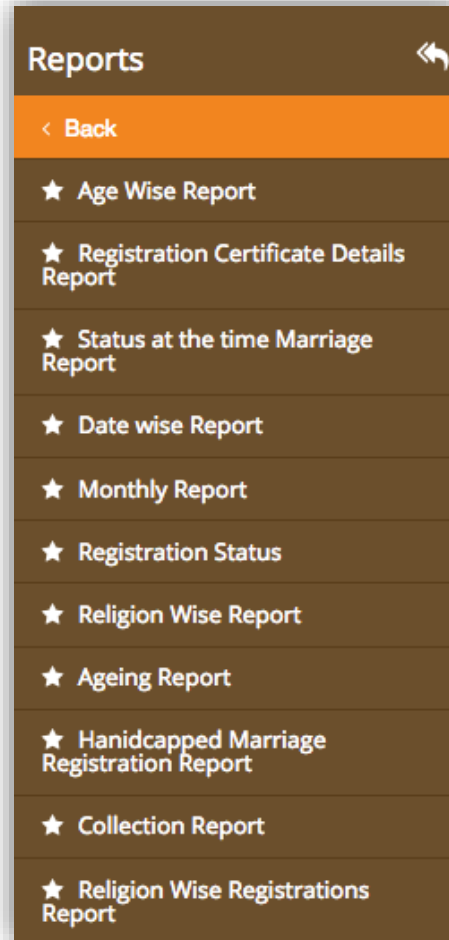 Reports
Back
Age Wise Report
Registration Certificate Details
Report
Status at the time Marriage
Report
Date wise Report
Monthly Report
Registration Status
Religion Wise Report
Ageing Report
Hanidcapped Marriage
Registration Report
Collection Report
Religion Wise Registrations
Report